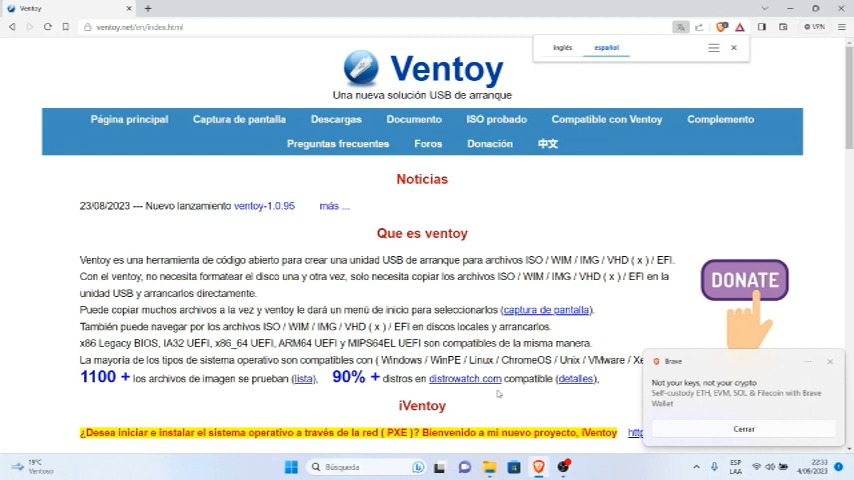 Ventoy
ventoy.net/en/index.html
VPN
Inglés español
Ventoy
Una nueva solución USB de arranque
Página principal Captura de pantalla Descargas Documento ISO probado Compatible con Ventoy Complemento
Preguntas frecuentes Foros Donación 中文
Noticias
23/08/2023 --- Nuevo lanzamiento ventoy-1.0.95 más ...
Que es ventoy
Ventoy es una herramienta de código abierto para crear una unidad USB de arranque para archivos ISO / WIM / IMG / VHD ( x ) / EFI.
Con el ventoy, no necesita formatear el disco una y otra vez, solo necesita copiar los archivos ISO / WIM / IMG / VHD ( x ) / EFI en la
unidad USB y arrancarlos directamente.
Puede copiar muchos archivos a la vez y ventoy le dará un menú de inicio para seleccionarlos (captura de pantalla).
También puede navegar por los archivos ISO / WIM / IMG / VHD ( x ) / EFI en discos locales y arrancarlos.
x86 Legacy BIOS, IA32 UEFI, x86_64 UEFI, ARM64 UEFI y MIPS64EL UEFI son compatibles de la misma manera.
La mayoría de los tipos de sistema operativo son compatibles con ( Windows / WinPE / Linux / ChromeOS / Unix / VMware / Xe
1100 + los archivos de imagen se prueban (lista), 90% + distros en distrowatch.com compatible (detalles),
DONATE
iVentoy
¿Desea iniciar e instalar el sistema operativo a través de la red ( PXE )? Bienvenido a mi nuevo proyecto, iVentoy http
Brave
Not your keys, not your crypto
Self-custody ETH, EVM, SOL & Filecoin with Brave
Wallet
Cerrar
19°C
Ventoso
Búsqueda
ESP
LAA
22:33
4/09/2023